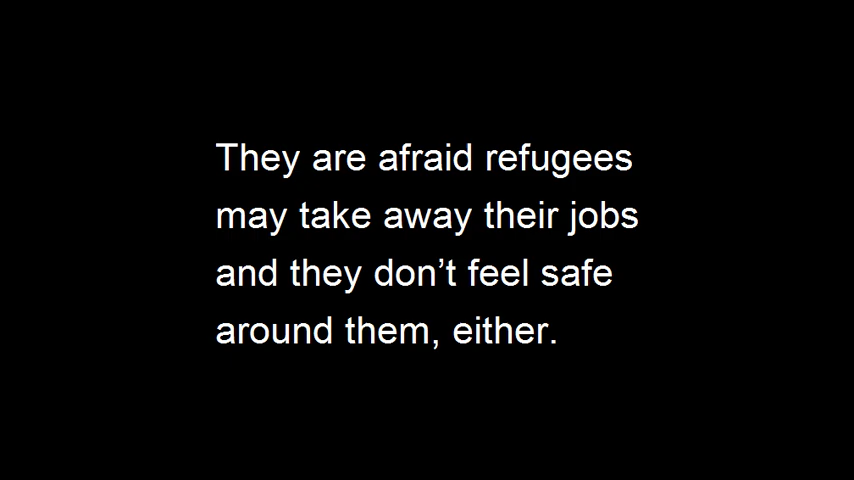 They are afraid refugees
may take away their jobs
and they don’t feel safe
around them, either.